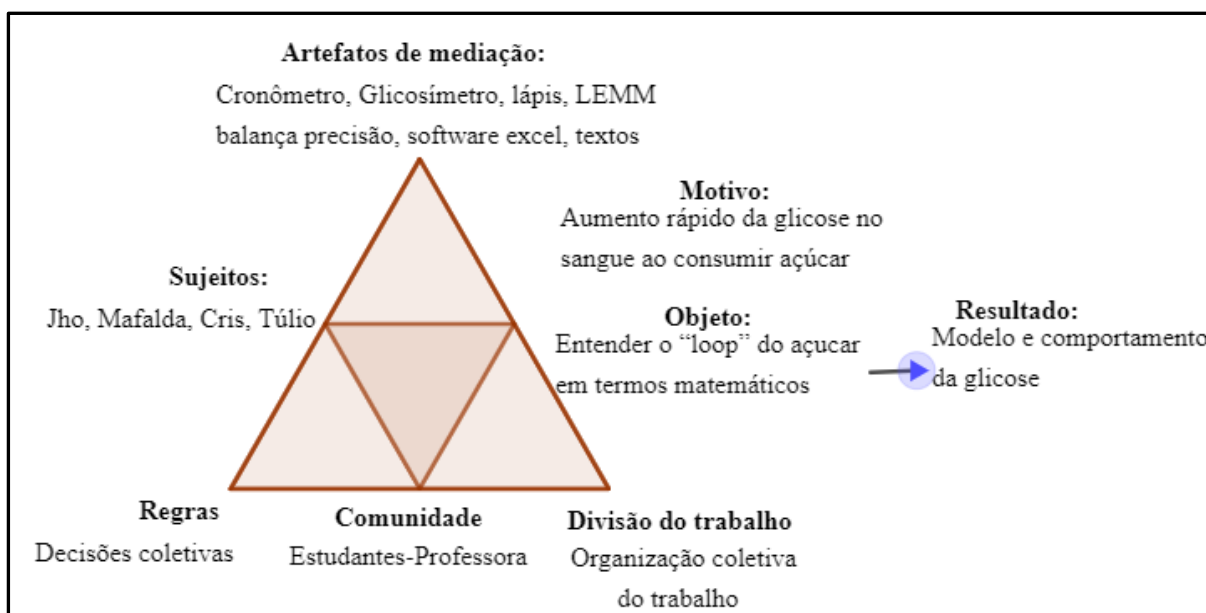 Artefatos de mediação:
Cronômetro, Glicosímetro, lápis, LEMM
balança precisão, software excel, textos
Motivo:
Aumento rápido da glicose no
sangue ao consumir açúcar
Sujeitos:
Jho, Mafalda, Cris, Túlio
Objeto:
Entender o “loop” do açucar
em termos matemáticos
Resultado:
Modelo e comportamento
da glicose
Regras
Decisões coletivas
Comunidade
Estudantes-Professora
Divisão do trabalho
Organização coletiva
do trabalho